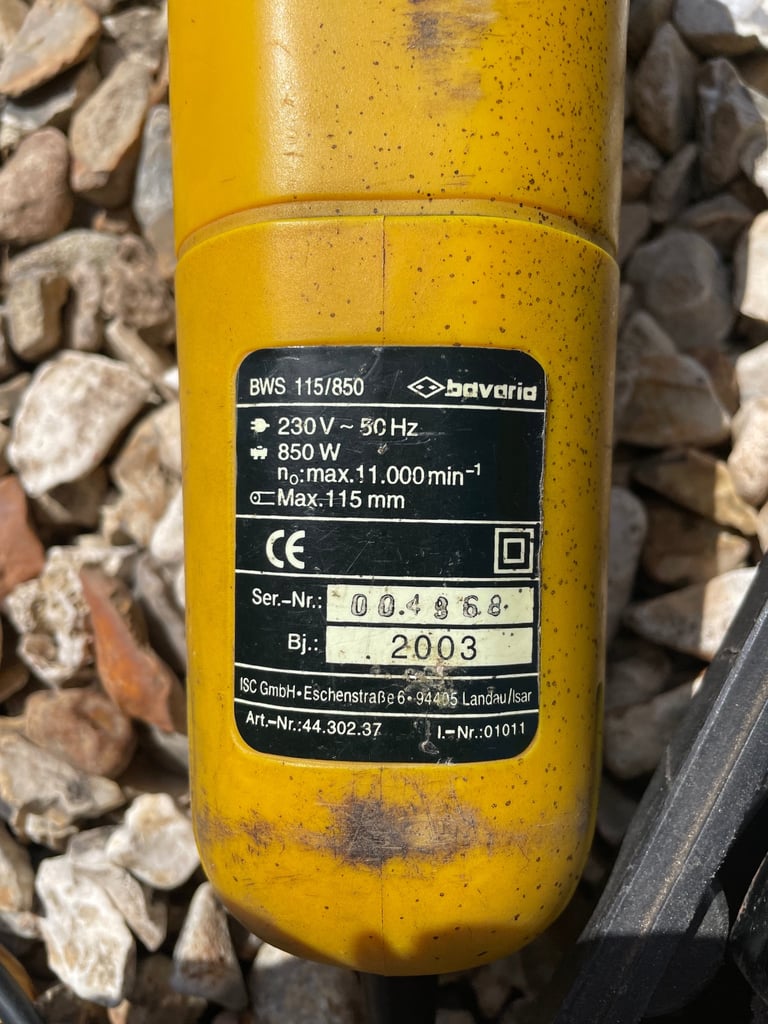 BWS 115/850 bavaria
230 V ~ 50 Hz
850 W
n₀: max. 11.000 min⁻¹
Max. 115 mm
CE
Ser.-Nr.: 004968
Bj.: 2003
ISC GmbH • Eschenstraße 6 • 94405 Landau/Isar
Art.-Nr.: 44.302.37 I.-Nr.: 01011